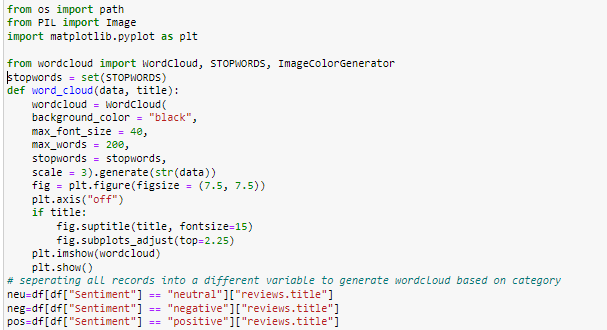 from os import path
from PIL import Image
import matplotlib.pyplot as plt
from wordcloud import WordCloud, STOPWORDS, ImageColorGenerator
stopwords = set(STOPWORDS)
def word_cloud(data, title):
    wordcloud = WordCloud(
    background_color = "black",
    max_font_size = 40,
    max_words = 200,
    stopwords = stopwords,
    scale = 3).generate(str(data))
    fig = plt.figure(figsize = (7.5, 7.5))
    plt.axis("off")
    if title:
        fig.suptitle(title, fontsize=15)
        fig.subplots_adjust(top=2.25)
    plt.imshow(wordcloud)
    plt.show()
# seperating all records into a different variable to generate wordcloud based on category
neu=df[df["Sentiment"] == "neutral"]["reviews.title"]
neg=df[df["Sentiment"] == "negative"]["reviews.title"]
pos=df[df["Sentiment"] == "positive"]["reviews.title"]